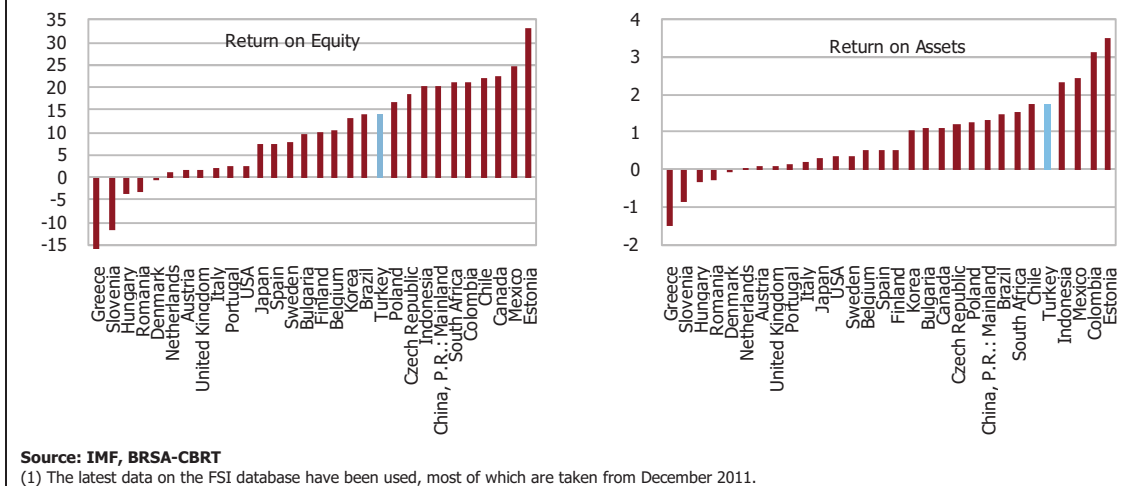 Return on Equity
35
30
25
20
15
10
5
0
-5
-10
-15
Greece
Slovenia
Hungary
Romania
Denmark
Netherlands
Austria
United Kingdom
Italy
Portugal
USA
Japan
Spain
Sweden
Bulgaria
Finland
Belgium
Korea
Brazil
Turkey
Poland
Czech Republic
Indonesia
China, P.R.: Mainland
South Africa
Colombia
Chile
Canada
Mexico
Estonia
Return on Assets
4
3
2
1
0
-1
-2
Greece
Slovenia
Hungary
Romania
Denmark
Netherlands
Austria
United Kingdom
Portugal
Italy
Japan
USA
Sweden
Belgium
Spain
Finland
Korea
Bulgaria
Canada
Czech Republic
Poland
China, P.R.: Mainland
Brazil
South Africa
Chile
Turkey
Indonesia
Mexico
Colombia
Estonia
Source: IMF, BRSA-CBRT
(1) The latest data on the FSI database have been used, most of which are taken from December 2011.